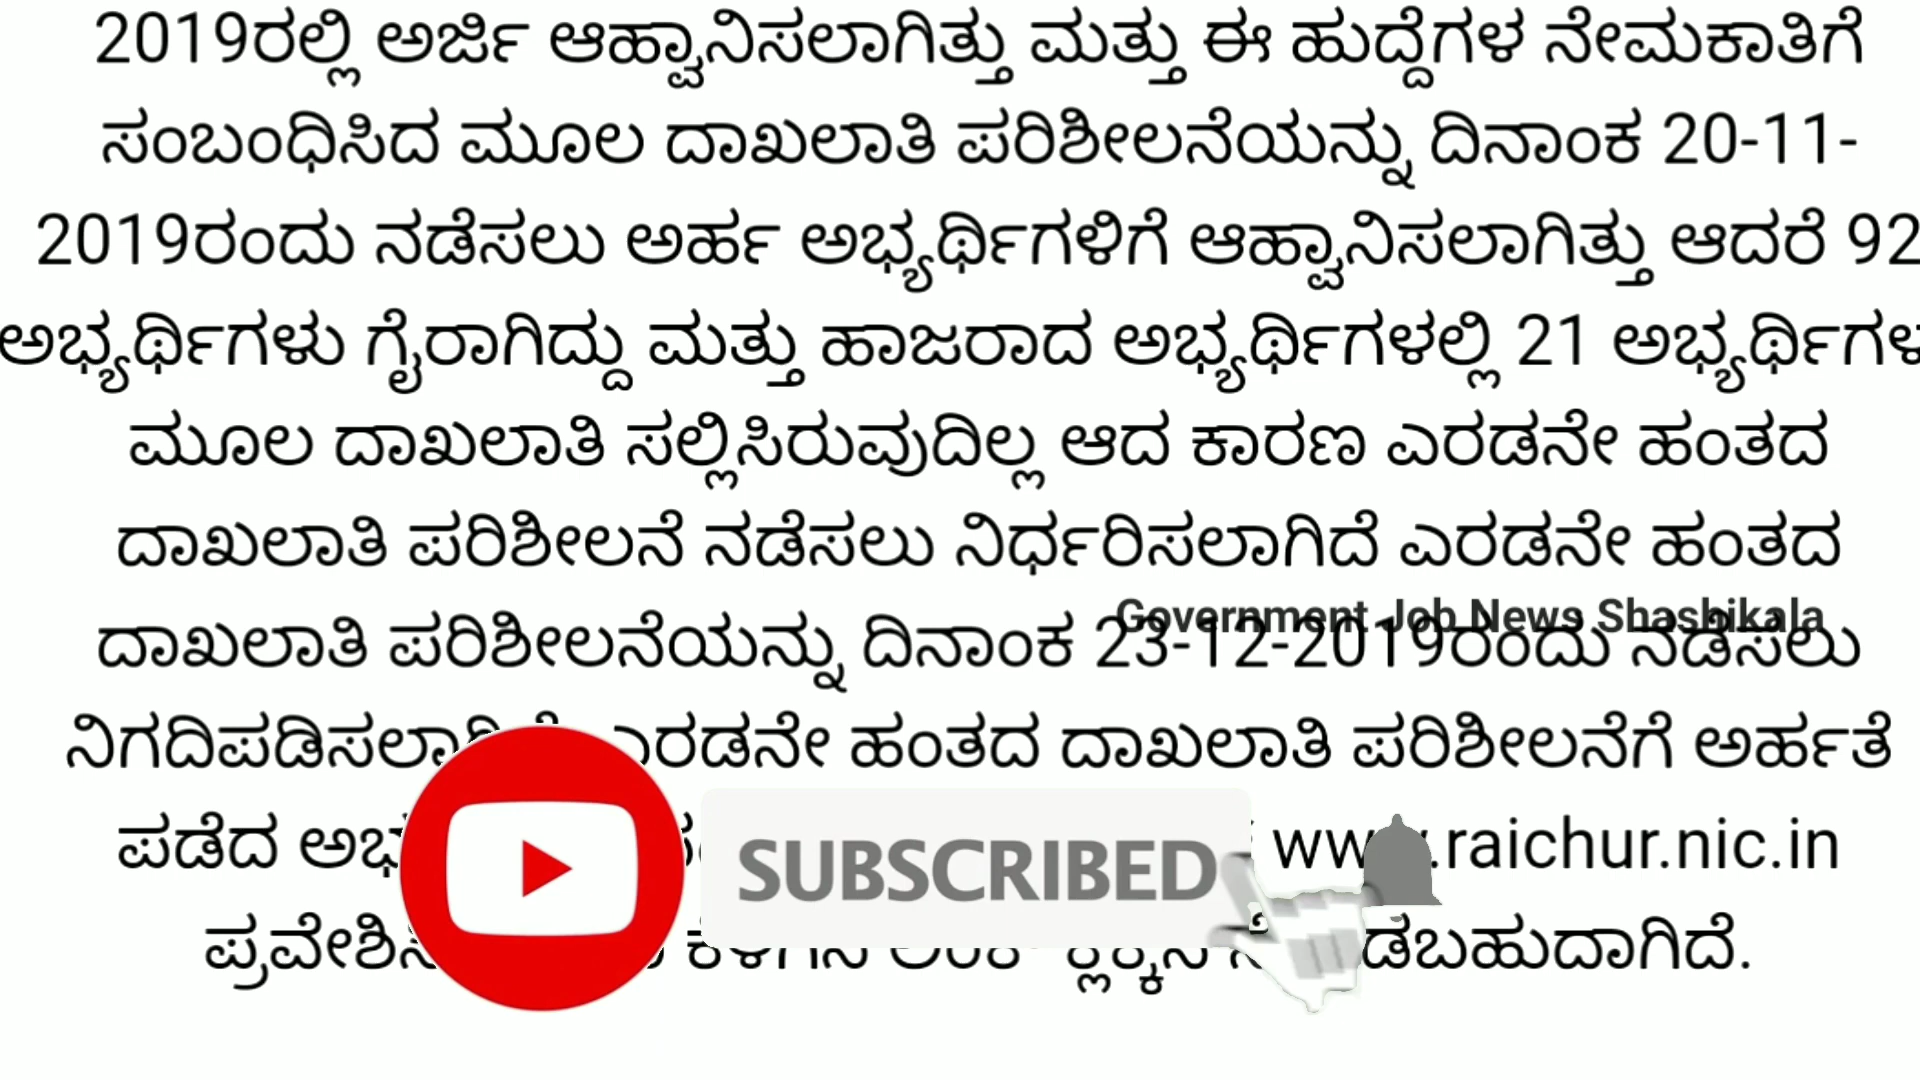 2019ರಲ್ಲಿ ಅರ್ಜಿ ಆಹ್ವಾನಿಸಲಾಗಿತ್ತು ಮತ್ತು ಈ ಹುದ್ದೆಗಳ ನೇಮಕಾತಿಗೆ
ಸಂಬಂಧಿಸಿದ ಮೂಲ ದಾಖಲಾತಿ ಪರಿಶೀಲನೆಯನ್ನು ದಿನಾಂಕ 20-11-
2019ರಂದು ನಡೆಸಲು ಅರ್ಹ ಅಭ್ಯರ್ಥಿಗಳಿಗೆ ಆಹ್ವಾನಿಸಲಾಗಿತ್ತು ಆದರೆ 92
ಅಭ್ಯರ್ಥಿಗಳು ಗೈರಾಗಿದ್ದು ಮತ್ತು ಹಾಜರಾದ ಅಭ್ಯರ್ಥಿಗಳಲ್ಲಿ 21 ಅಭ್ಯರ್ಥಿಗಳ
ಮೂಲ ದಾಖಲಾತಿ ಸಲ್ಲಿಸಿರುವುದಿಲ್ಲ ಆದ ಕಾರಣ ಎರಡನೇ ಹಂತದ
ದಾಖಲಾತಿ ಪರಿಶೀಲನೆ ನಡೆಸಲು ನಿರ್ಧರಿಸಲಾಗಿದೆ ಎರಡನೇ ಹಂತದ
Government Job News Shashikala
ದಾಖಲಾತಿ ಪರಿಶೀಲನೆಯನ್ನು ದಿನಾಂಕ 23-12-2019ರಂದು ನಡೆಸಲು
ಎರಡನೇ ಹಂತದ ದಾಖಲಾತಿ ಪರಿಶೀಲನೆಗೆ ಅರ್ಹತೆ
ಪಡೆದ www.raichur.nic.in
SUBSCRIBED